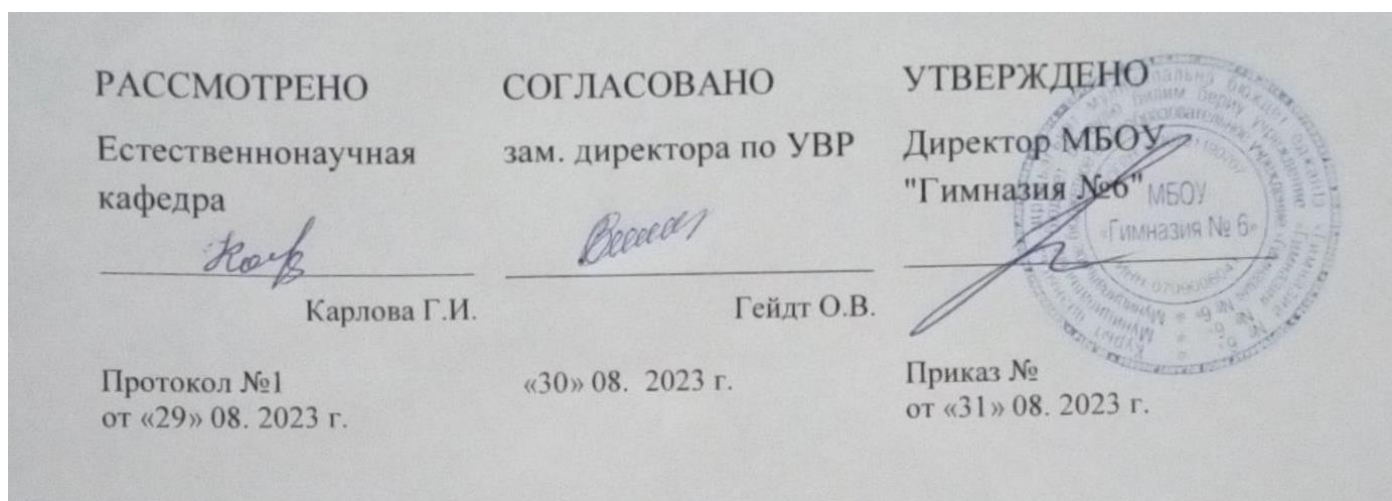 РАССМОТРЕНО
Естественнонаучная
кафедра
Карлова Г.И.
Протокол №1
от «29» 08. 2023 г.
СОГЛАСОВАНО
зам. директора по УВР
Гейдт О.В.
«30» 08. 2023 г.
УТВЕРЖДЕНО
Директор МБОУ
"Гимназия №6"
Приказ №
от «31» 08. 2023 г.
МБОУ
«Гимназия № 6»